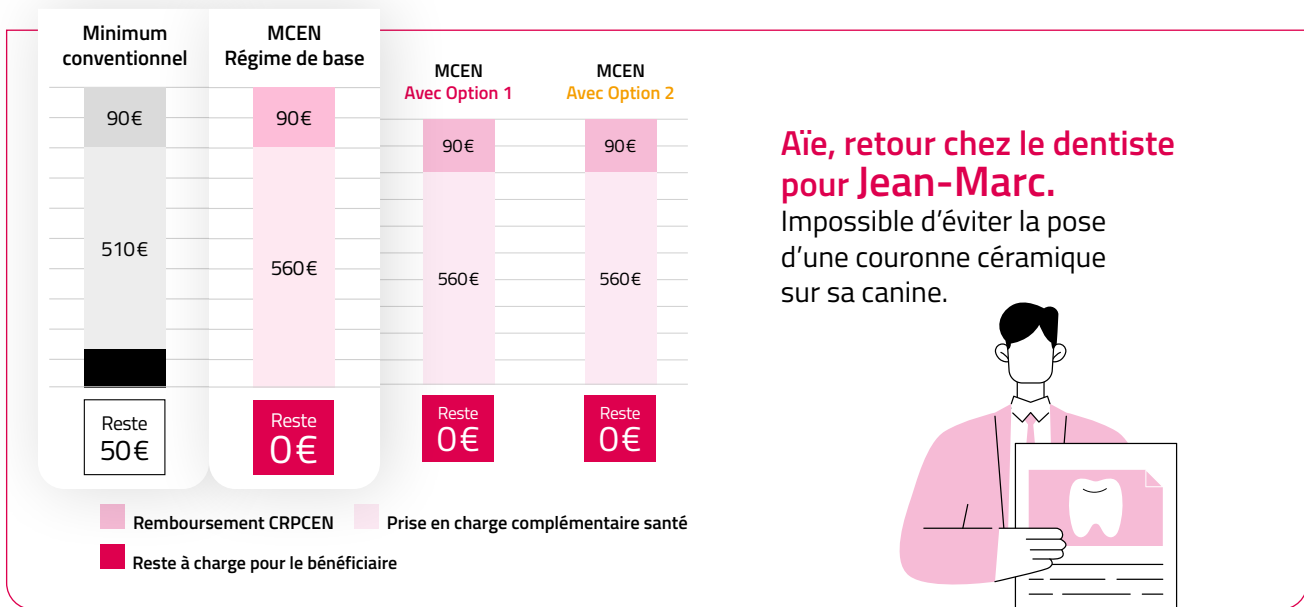 Minimum
conventionnel
MCEN
Régime de base
MCEN
Avec Option 1
MCEN
Avec Option 2
90€
90€
90€
90€
510€
560€
560€
560€
Reste
50€
Reste
0€
Reste
0€
Reste
0€
Remboursement CRPCEN
Prise en charge complémentaire santé
Reste à charge pour le bénéficiaire
Aïe, retour chez le dentiste
pour Jean-Marc.
Impossible d’éviter la pose
d’une couronne céramique
sur sa canine.